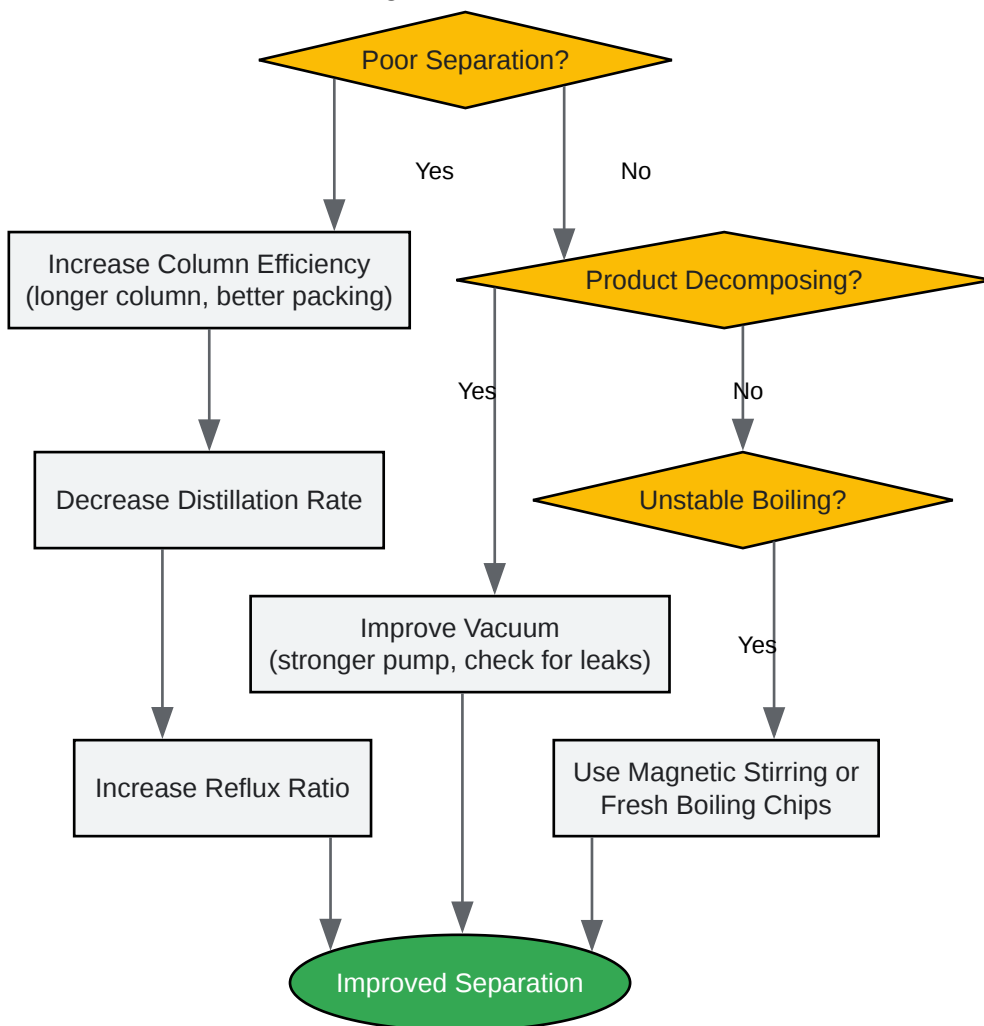 Poor Separation?
Yes
No
Increase Column Efficiency
(longer column, better packing)
Product Decomposing?
Yes
No
Decrease Distillation Rate
Unstable Boiling?
Improve Vacuum
(stronger pump, check for leaks)
Yes
Increase Reflux Ratio
Use Magnetic Stirring or
Fresh Boiling Chips
Improved Separation